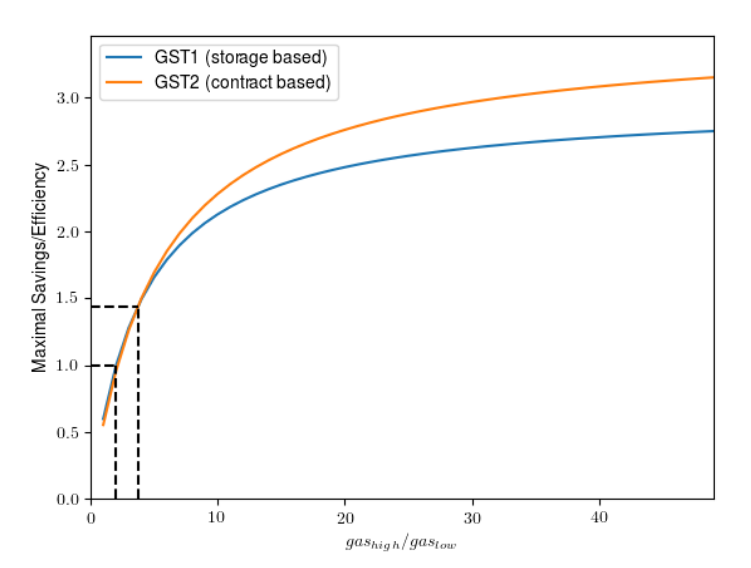 GST1 (storage based)
GST2 (contract based)
Maximal Savings/Efficiency
3.0
2.5
2.0
1.5
1.0
0.5
0.0
0 10 20 30 40
gas_high/gas_low